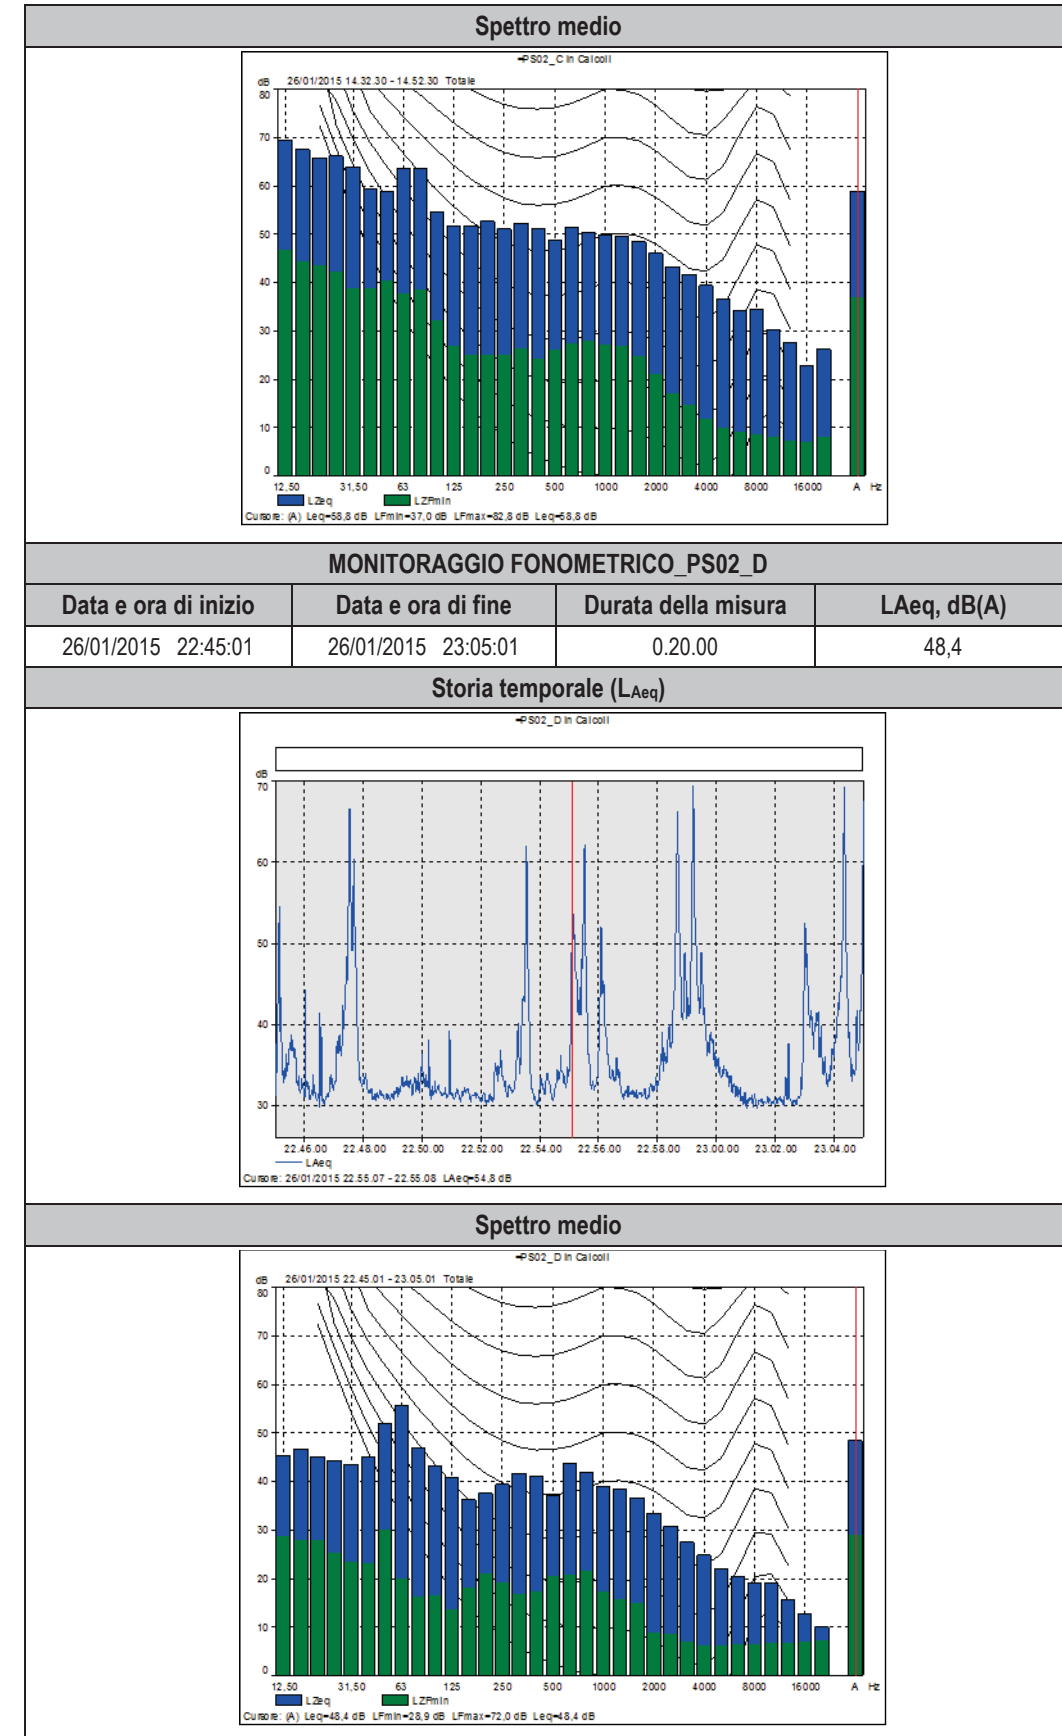 Spettro medio
PS02_C in Calcoli
dB 26/01/2015 14.32.30 - 14.52.30 Totale
80
70
60
50
40
30
20
10
0
12,50 31,50 63 125 250 500 1000 2000 4000 8000 16000 A Hz
LZeq LZFmin
Cursore: (A) Leq=58,8 dB LFmin=37,0 dB LFmax=82,8 dB Leq=58,8 dB
MONITORAGGIO FONOMETRICO_PS02_D
Data e ora di inizio Data e ora di fine Durata della misura LAeq, dB(A)
26/01/2015 22:45:01 26/01/2015 23:05:01 0.20.00 48,4
Storia temporale (LAeq)
PS02_D in Calcoli
dB
70
60
50
40
30
22.46.00 22.48.00 22.50.00 22.52.00 22.54.00 22.56.00 22.58.00 23.00.00 23.02.00 23.04.00
LAeq
Cursore: 26/01/2015 22.55.07 - 22.55.08 LAeq=54,8 dB
Spettro medio
PS02_D in Calcoli
dB 26/01/2015 22.45.01 - 23.05.01 Totale
80
70
60
50
40
30
20
10
0
12,50 31,50 63 125 250 500 1000 2000 4000 8000 16000 A Hz
LZeq LZFmin
Cursore: (A) Leq=48,4 dB LFmin=28,9 dB LFmax=72,0 dB Leq=48,4 dB